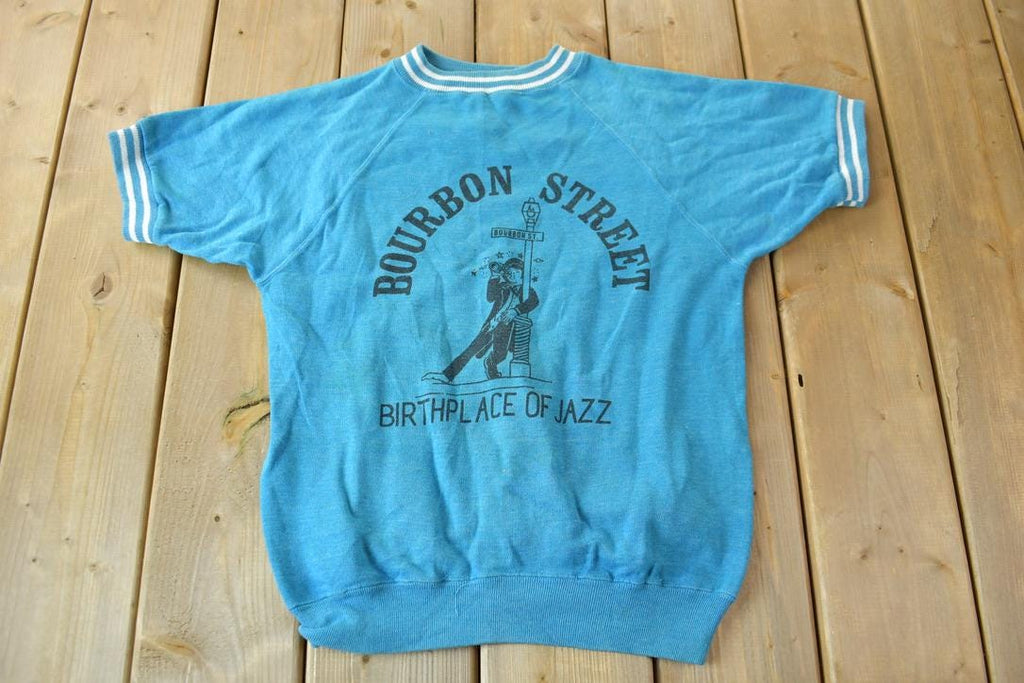 BOURBON STREET
BOURBON ST.
BIRTHPLACE OF JAZZ